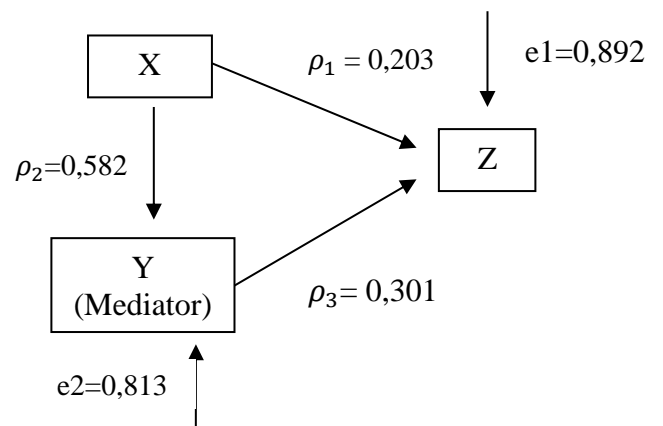 X
𝜌₁ = 0,203
e1=0,892
Z
𝜌₂=0,582
Y
(Mediator)
𝜌₃= 0,301
e2=0,813